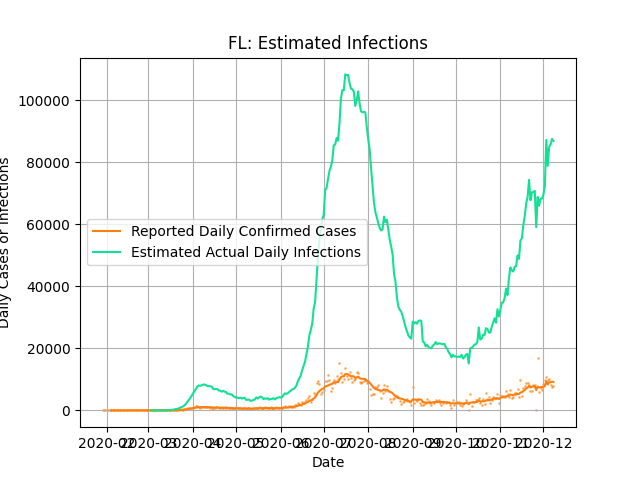 FL: Estimated Infections
Daily Cases or Infections
100000
80000
60000
40000
20000
0
Reported Daily Confirmed Cases
Estimated Actual Daily Infections
2020-02 2020-03 2020-04 2020-05 2020-06 2020-07 2020-08 2020-09 2020-10 2020-11 2020-12
Date